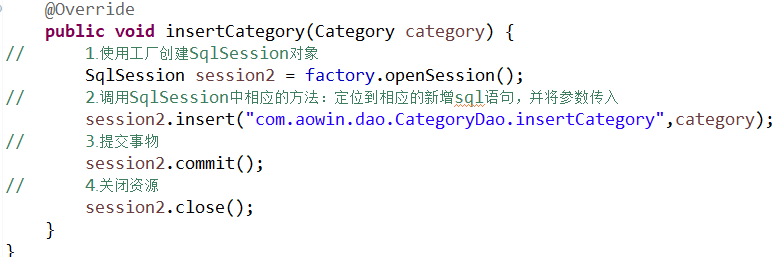 @Override
public void insertCategory(Category category) {
// 1.使用工厂创建SqlSession对象
SqlSession session2 = factory.openSession();
// 2.调用SqlSession中相应的方法：定位到相应的新增sql语句，并将参数传入
session2.insert("com.aowin.dao.CategoryDao.insertCategory",category);
// 3.提交事物
session2.commit();
// 4.关闭资源
session2.close();
}
}